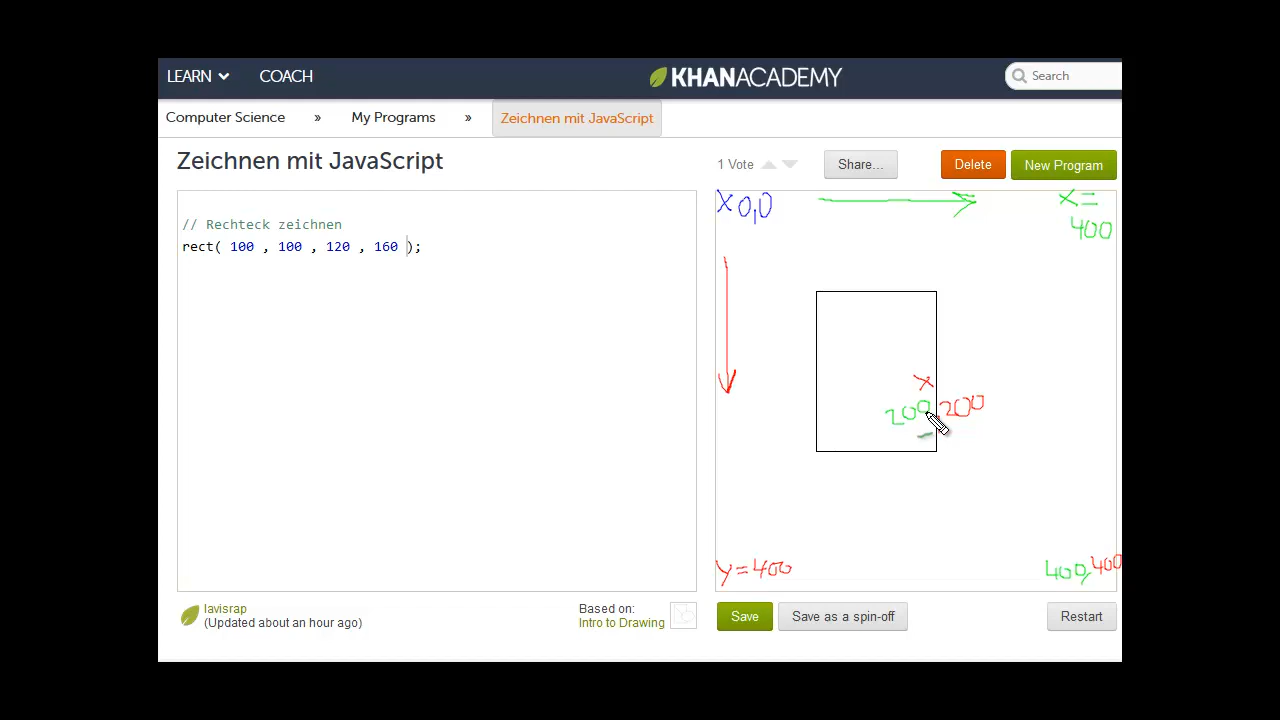 LEARN COACH KHANACADEMY Search
Computer Science » My Programs » Zeichnen mit JavaScript
Zeichnen mit JavaScript
1 Vote Share... Delete New Program
// Rechteck zeichnen
rect( 100 , 100 , 120 , 160 );
X 0,0
X =
400
X
200,200
Y=400
400,400
lavisrap
(Updated about an hour ago)
Based on:
Intro to Drawing
Save Save as a spin-off Restart